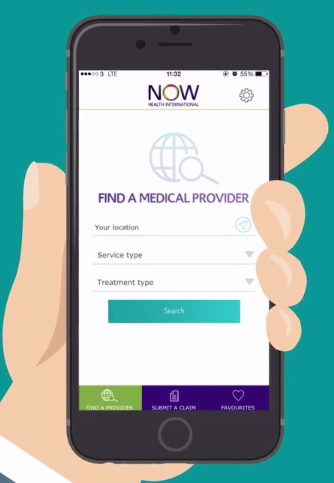 3 LTE 11:32 55%
NOW
HEALTH INTERNATIONAL
FIND A MEDICAL PROVIDER
Your location
Service type
Treatment type
Search
FIND A PROVIDER SUBMIT A CLAIM FAVOURITES